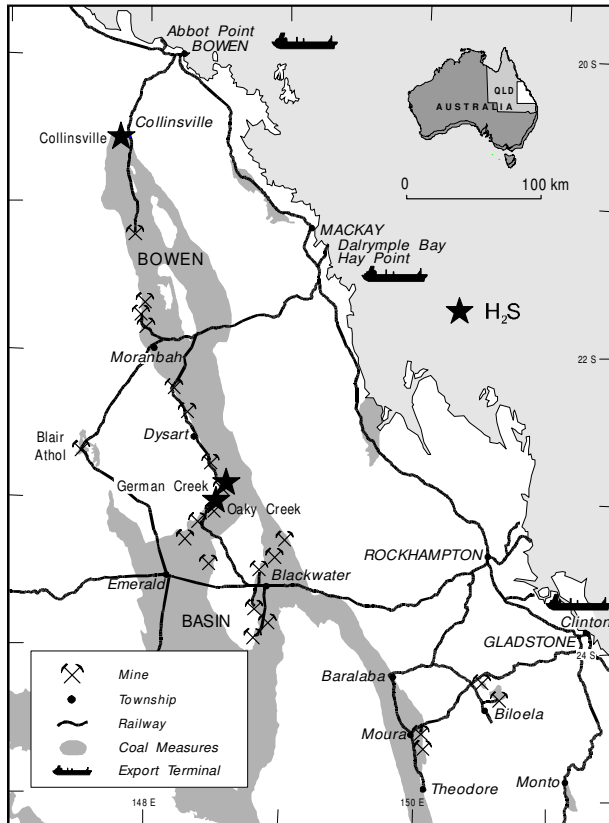 Abbot Point
BOWEN
20 S
QLD
AUSTRALIA
Collinsville
Collinsville
0 100 km
MACKAY
Dalrymple Bay
Hay Point
BOWEN
H₂S
Moranbah
22 S
Dysart
Blair
Athol
German Creek
Oaky Creek
ROCKHAMPTON
Emerald
Blackwater
BASIN
Clinton
GLADSTONE
24 S
Baralaba
Biloela
Moura
Theodore
Monto
Mine
Township
Railway
Coal Measures
Export Terminal
148 E
150 E